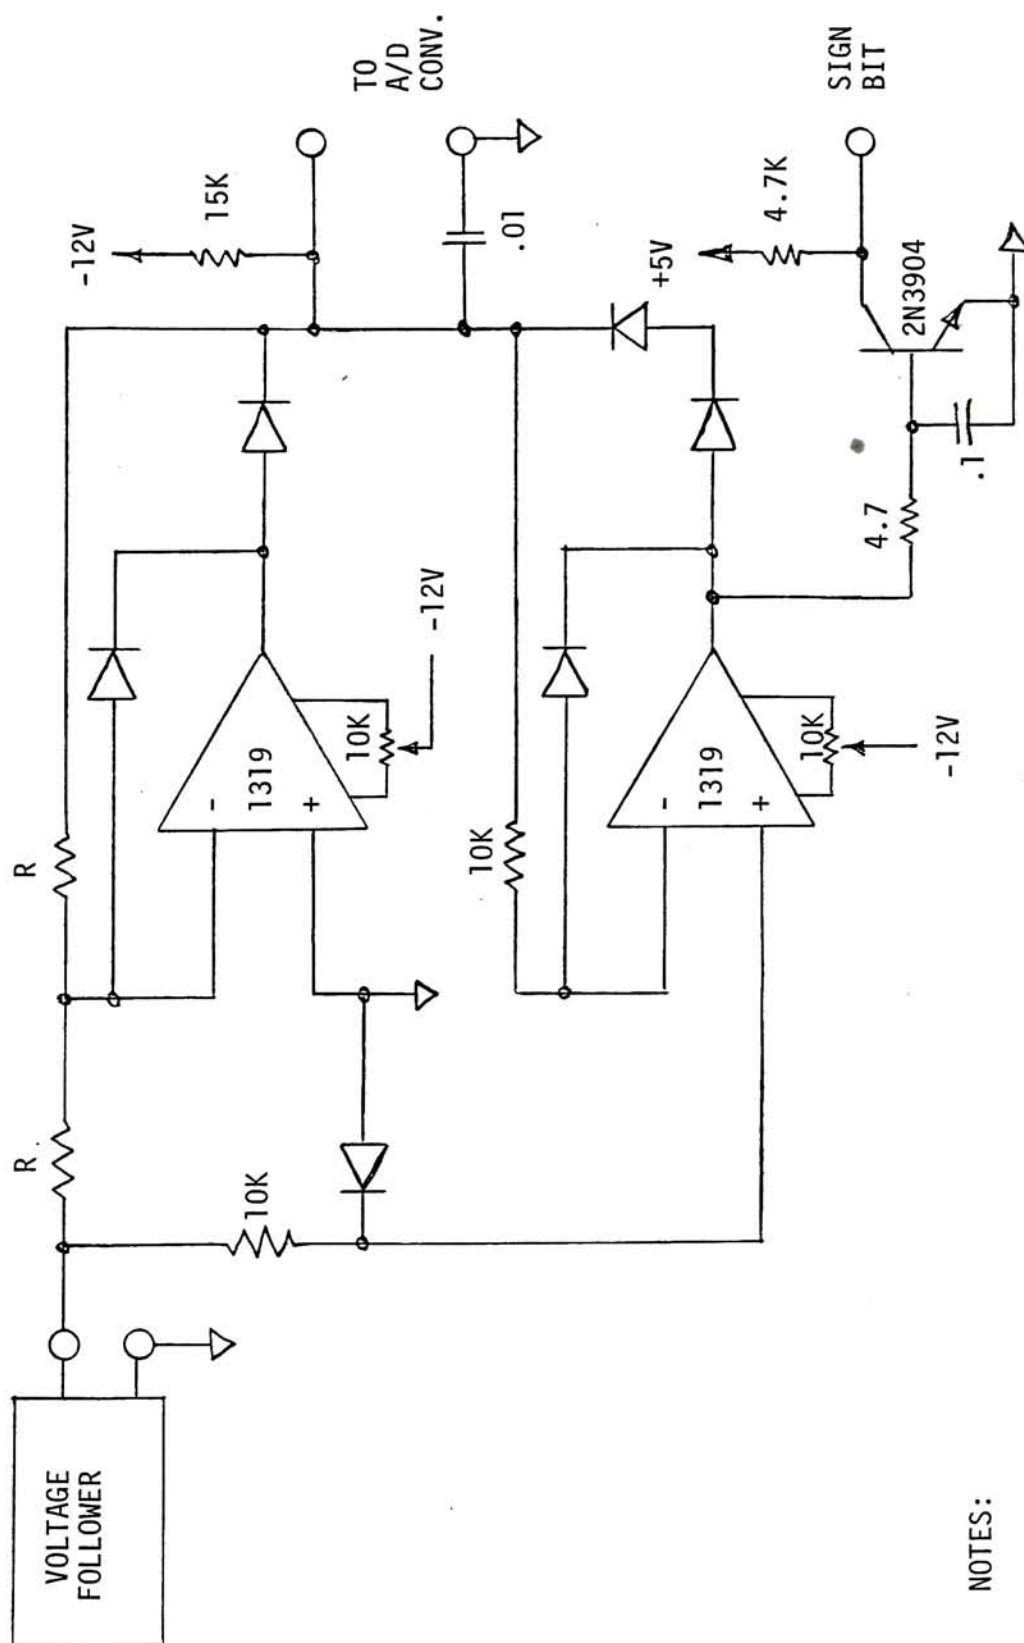 VOLTAGE
FOLLOWER
R
R
10K
-
1319
+
10K
-12V
-12V
15K
TO
A/D
CONV.
.01
10K
-
1319
+
10K
-12V
+5V
4.7K
SIGN
BIT
2N3904
4.7
.1
NOTES: